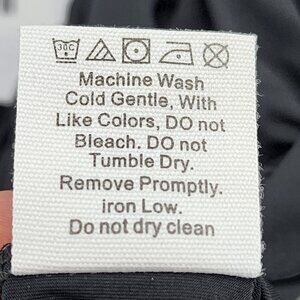 30C
Machine Wash
Cold Gentle, With
Like Colors, DO not
Bleach. DO not
Tumble Dry.
Remove Promptly.
iron Low.
Do not dry clean